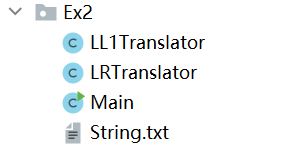 Ex2
LL1Translator
LRTranslator
Main
String.txt